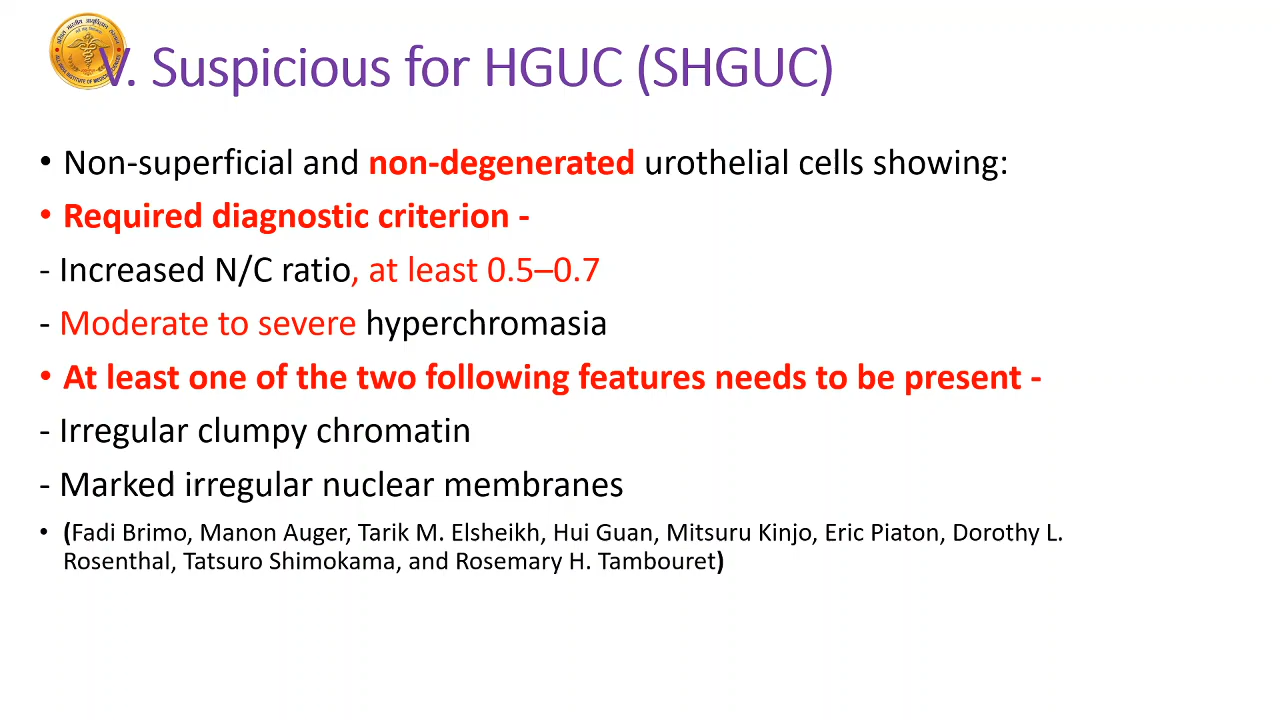 V. Suspicious for HGUC (SHGUC)
• Non-superficial and non-degenerated urothelial cells showing:
• Required diagnostic criterion -
- Increased N/C ratio, at least 0.5–0.7
- Moderate to severe hyperchromasia
• At least one of the two following features needs to be present -
- Irregular clumpy chromatin
- Marked irregular nuclear membranes
• (Fadi Brimo, Manon Auger, Tarik M. Elsheikh, Hui Guan, Mitsuru Kinjo, Eric Piaton, Dorothy L.
Rosenthal, Tatsuro Shimokama, and Rosemary H. Tambouret)